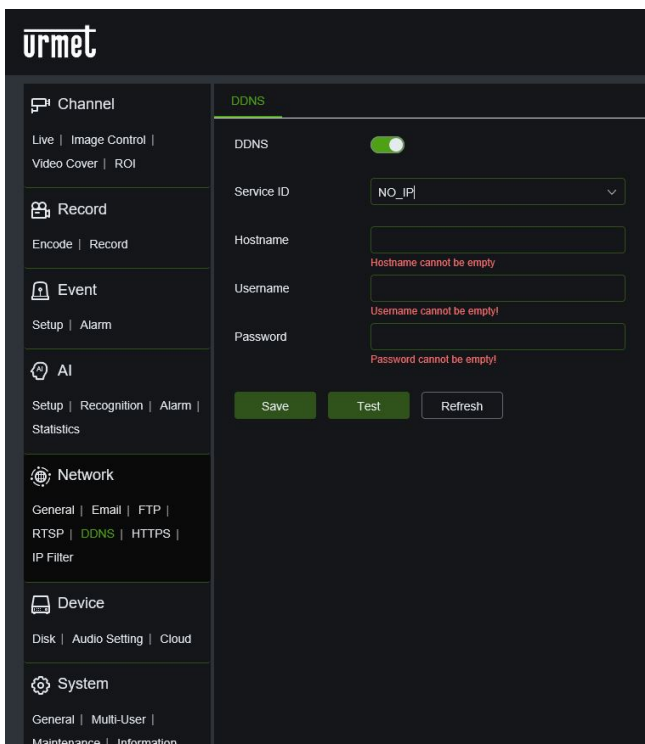 urmet
Channel
Live | Image Control |
Video Cover | ROI
Record
Encode | Record
Event
Setup | Alarm
AI
Setup | Recognition | Alarm |
Statistics
Network
General | Email | FTP |
RTSP | DDNS | HTTPS |
IP Filter
Device
Disk | Audio Setting | Cloud
System
General | Multi-User |
Maintenance | Information
DDNS
DDNS
Service ID
NO_IP
Hostname
Hostname cannot be empty
Username
Username cannot be empty!
Password
Password cannot be empty!
Save Test Refresh